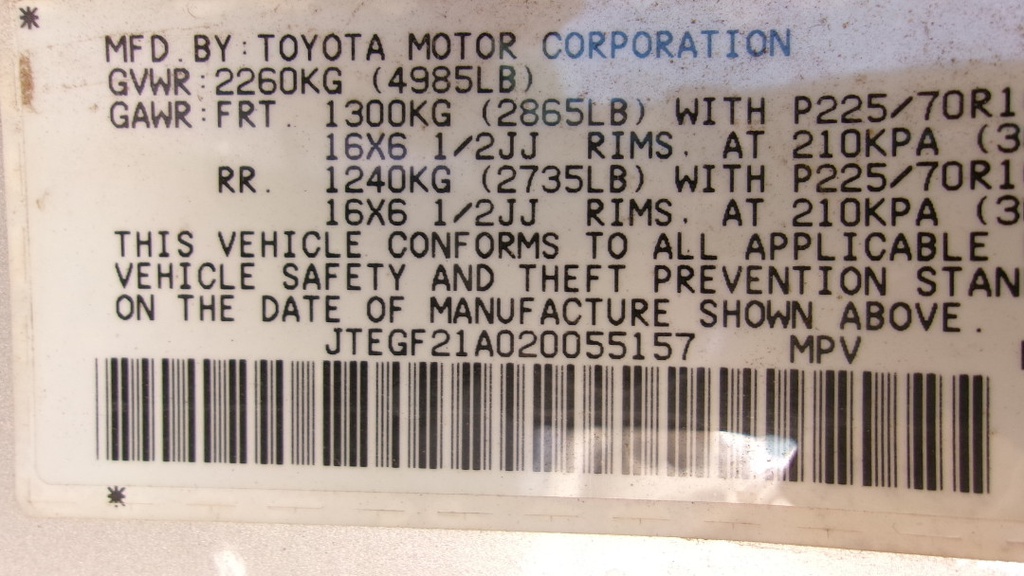 *
MFD. BY: TOYOTA MOTOR CORPORATION
GVWR: 2260KG (4985LB)
GAWR: FRT. 1300KG (2865LB) WITH P225/70R1
16X6 1/2JJ RIMS. AT 210KPA (3
RR. 1240KG (2735LB) WITH P225/70R1
16X6 1/2JJ RIMS. AT 210KPA (3
THIS VEHICLE CONFORMS TO ALL APPLICABLE
VEHICLE SAFETY AND THEFT PREVENTION STAN
ON THE DATE OF MANUFACTURE SHOWN ABOVE.
JTEGF21A020055157 MPV
*